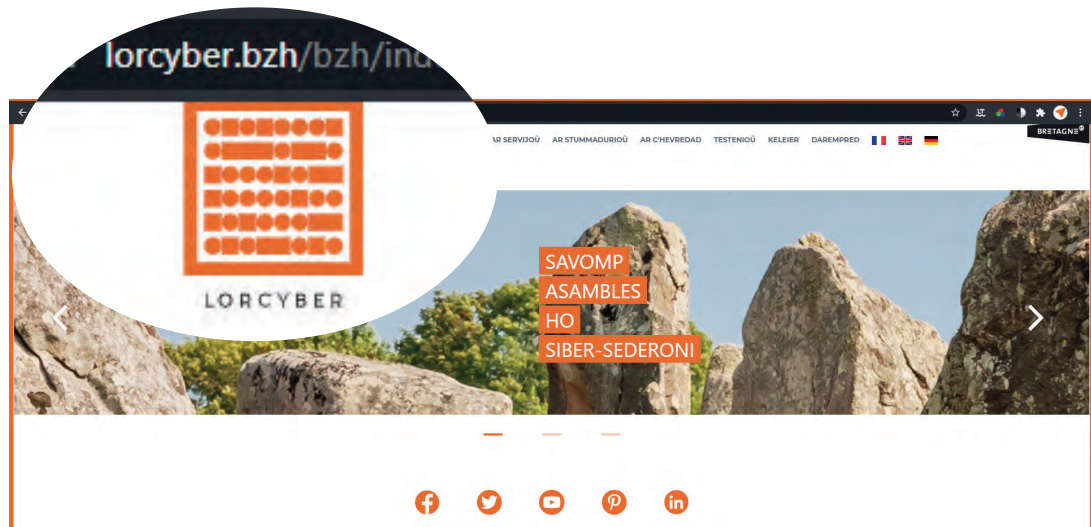 lorcyber.bzh/bzh/ind
LORCYBER
AR SERVIJOÙ AR STUMMADURIOÙ AR C'HEVREDAD TESTENIOÙ KELEIER DAREMPRED
BRETAGNE
SAVOMP
ASAMBLES
HO
SIBER-SEDERONI